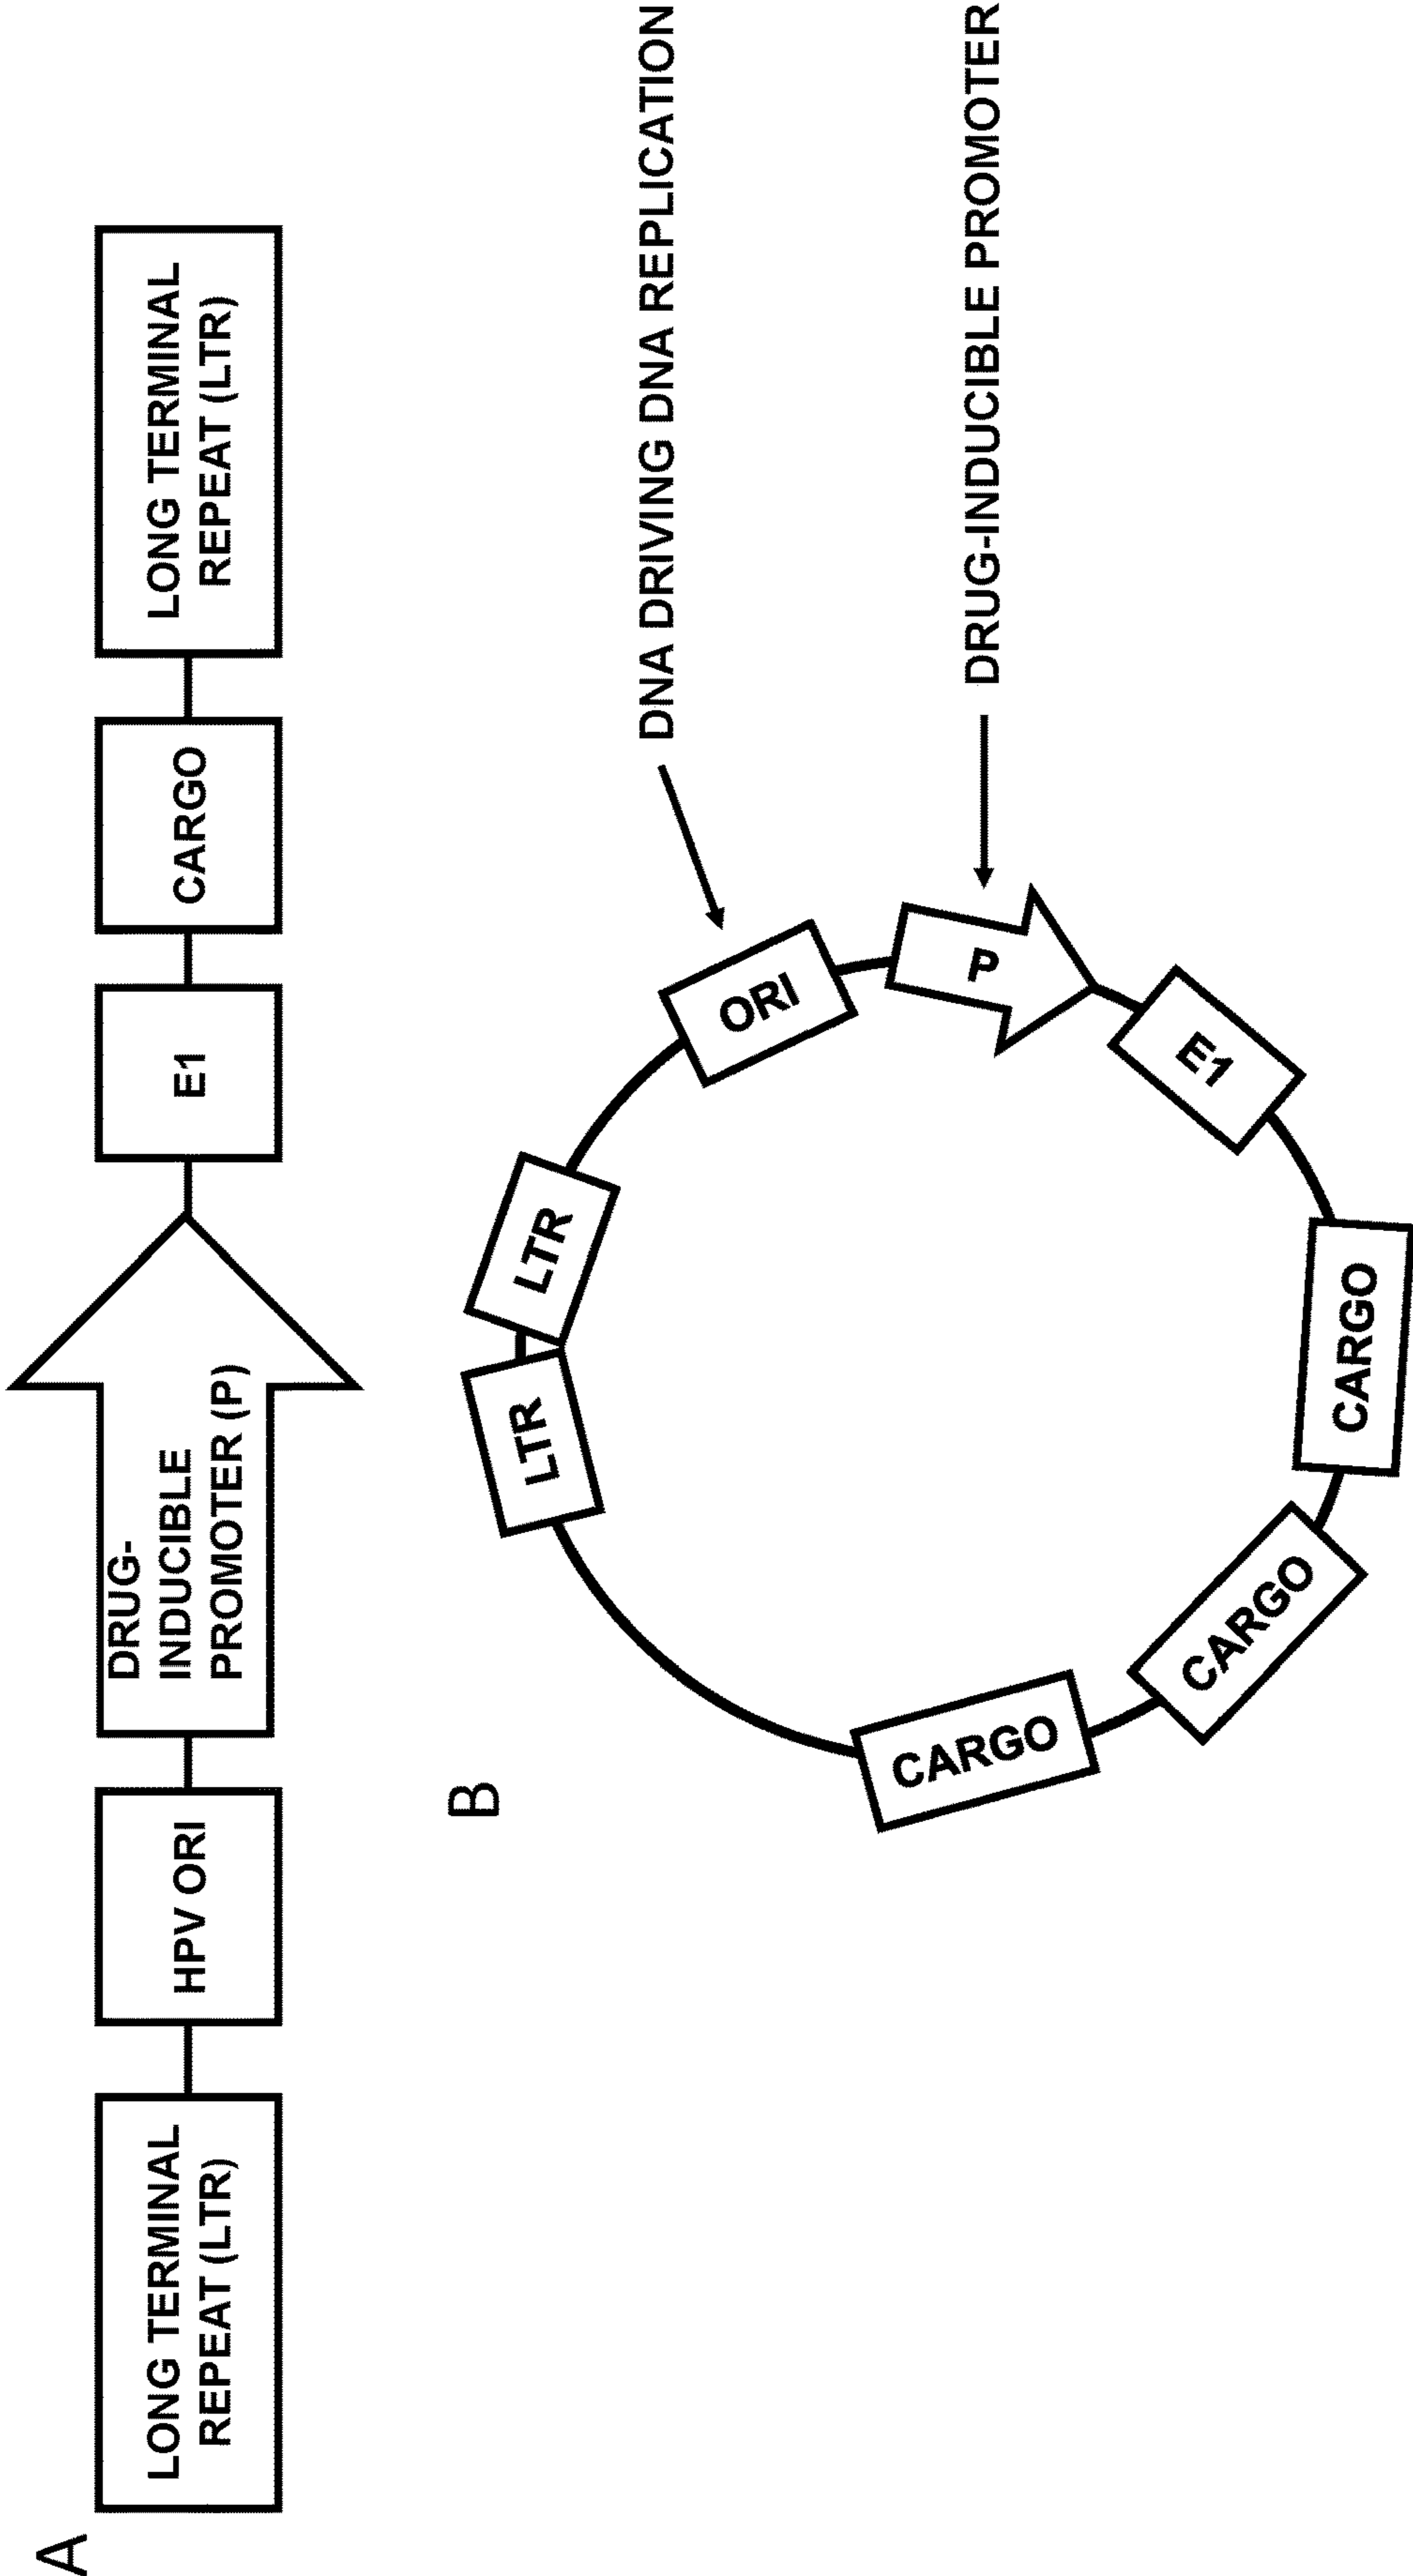 A
LONG TERMINAL
REPEAT (LTR)
HPV ORI
DRUG-
INDUCIBLE
PROMOTER (P)
E1
CARGO
LONG TERMINAL
REPEAT (LTR)
B
LTR
LTR
ORI
DNA DRIVING DNA REPLICATION
P
DRUG-INDUCIBLE PROMOTER
E1
CARGO
CARGO
CARGO